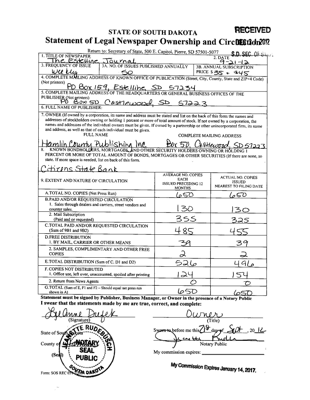 STATE OF SOUTH DAKOTA
RECEIVED
Statement of Legal Newspaper Ownership and Circulation
Return to: Secretary of State, 500 E. Capitol, Pierre, SD 57501-5077
S.D. SEC. OF
1. TITLE OF NEWSPAPER
The Estelline Journal
2. DATE
9-21-12
3. FREQUENCY OF ISSUE
Weekly
3A. NO. OF ISSUES PUBLISHED ANNUALLY
50
3B. ANNUAL SUBSCRIPTION
PRICE $
4. COMPLETE MAILING ADDRESS OF KNOWN OFFICE OF PUBLICATION (Street, City, County, State and ZIP+4 Code)
(Not printers)
PO Box 159, Estelline SD 57234
5. COMPLETE MAILING ADDRESS OF THE HEADQUARTERS OR GENERAL BUSINESS OFFICES OF THE
PUBLISHER (Not printers)
PO Box 50 Castlewood, SD 57223
6. FULL NAME OF PUBLISHER:
7. OWNER (If owned by a corporation, its name and address must be stated and list on the back of this form the names and
addresses of stockholders owning or holding 1 percent or more of total amount of stock. If not owned by a corporation, the
names and addresses of the individual owners must be given. If owned by a partnership or other unincorporated firm, its name
and address, as well as that of each individual must be given.
FULL NAME
COMPLETE MAILING ADDRESS
Hamlin County Publishing Inc
Box 50, Castlewood, SD 57223
8. KNOWN BONDHOLDERS, MORTGAGES, AND OTHER SECURITY HOLDERS OWNING OR HOLDING 1
PERCENT OR MORE OF TOTAL AMOUNT OF BONDS, MORTGAGES OR OTHER SECURITIES (If there are none, so
state. If more space is needed, list on back of this form.
Citizens State Bank
9. EXTENT AND NATURE OF CIRCULATION
AVERAGE NO. COPIES
EACH
ISSUED PRECEDING 12
MONTHS
ACTUAL NO. COPIES
ISSUED
NEAREST TO FILING DATE
A. TOTAL NO. COPIES (Net Press Run)
650
650
B. PAID AND/OR REQUESTED CIRCULATION
1. Sales through dealers and carriers, street vendors and
counter sales.
130
130
2. Mail Subscription
(Paid and or requested)
355
325
C. TOTAL PAID AND/OR REQUESTED CIRCULATION
(Sum of 9B1 and 9B2)
485
455
D. FREE DISTRIBUTION
1. BY MAIL, CARRIER OR OTHER MEANS
39
39
2. SAMPLES, COMPLIMENTARY AND OTHER FREE
COPIES
2
2
E. TOTAL DISTRIBUTION (Sum of C, D1 and D2)
526
496
F. COPIES NOT DISTRIBUTED
1. Office use, left over, unaccounted, spoiled after printing
124
154
2. Return from News Agents
0
0
G. TOTAL (Sum of E, F1 and F2 – Should equal net press run
shown in A)
650
650
Statement must be signed by Publisher, Business Manager, or Owner in the presence of a Notary Public
I swear that the statements made by me are true, correct, and complete:
(Signature)
Owner
(Title)
State of South
Sworn to before me this 21st day of Sept, 20
County of
Notary Public
(Seal)
My commission expires:
NOTARY
SEAL
PUBLIC
SOUTH DAKOTA
My Commission Expires January 14, 2017.
Form: SOS REC